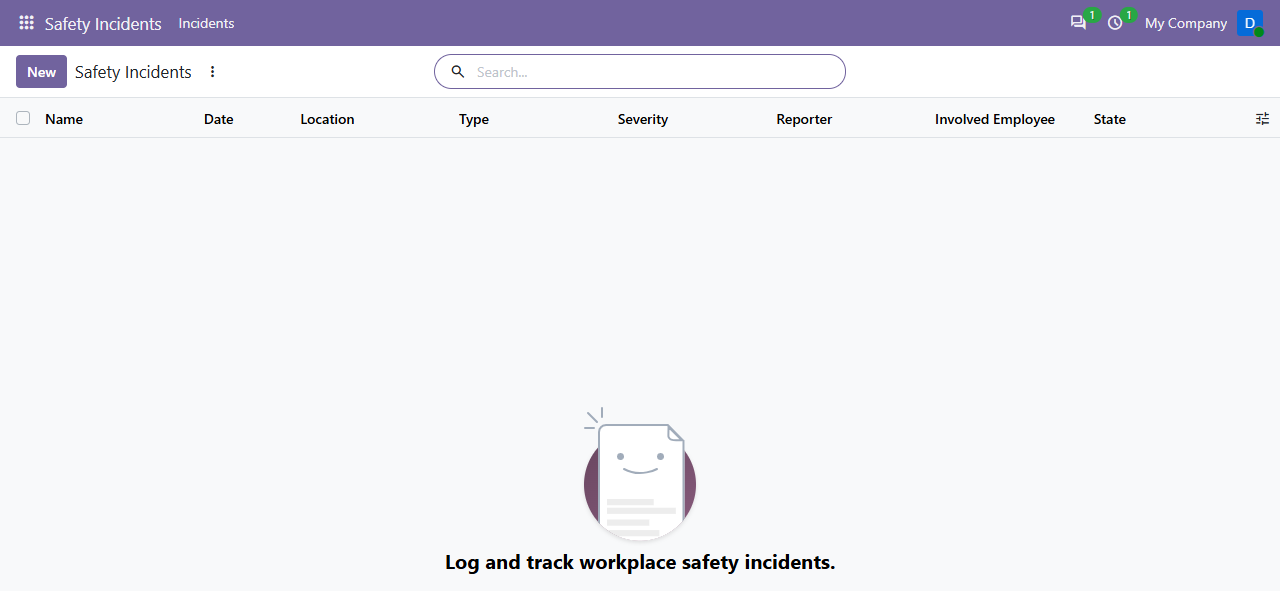 Safety Incidents Incidents 1 1 My Company D
New Safety Incidents Search...
Name Date Location Type Severity Reporter Involved Employee State
Log and track workplace safety incidents.